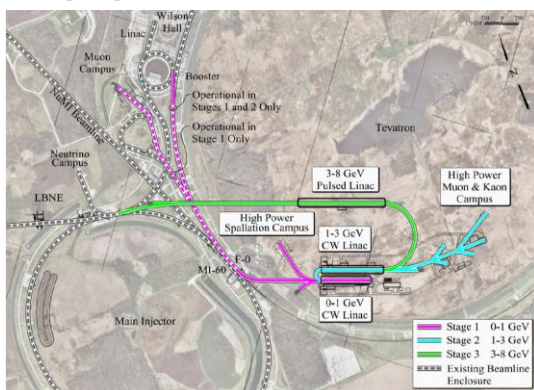 Wilson
Hall
Linac
Muon
Campus
NuMI Beamline
Booster
Operational in
Stages 1 and 2 Only
Operational in
Stage 1 Only
Tevatron
N
Neutrino
Campus
LBNE
3-8 GeV
Pulsed Linac
High Power
Muon & Kaon
Campus
High Power
Spallation Campus
1-3 GeV
CW Linac
F-0
MI-60
0-1 GeV
CW Linac
Main Injector
Stage 1 0-1 GeV
Stage 2 1-3 GeV
Stage 3 3-8 GeV
Existing Beamline
Enclosure